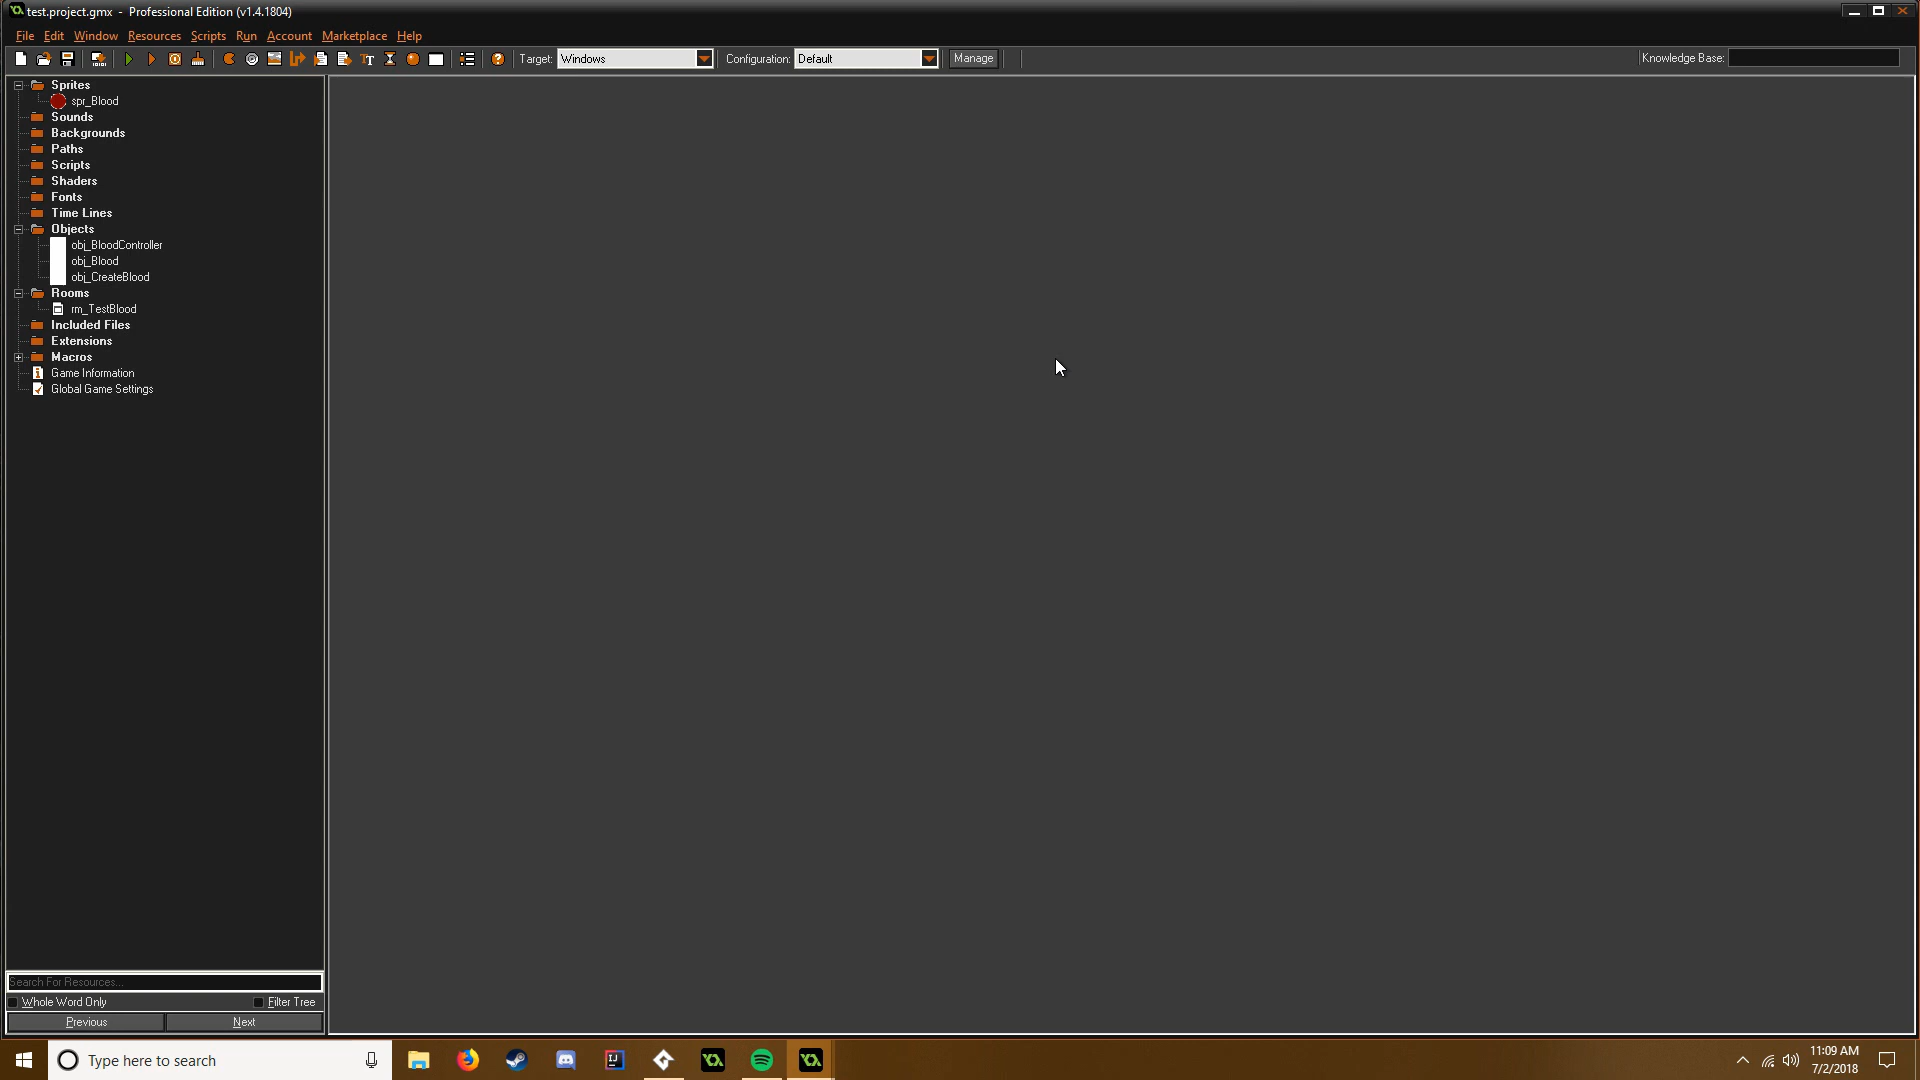 test.project.gmx - Professional Edition (v1.4.1804)
File Edit Window Resources Scripts Run Account Marketplace Help
Target: Windows Configuration: Default Manage Knowledge Base:
Sprites
spr_Blood
Sounds
Backgrounds
Paths
Scripts
Shaders
Fonts
Time Lines
Objects
obj_BloodController
obj_Blood
obj_CreateBlood
Rooms
rm_TestBlood
Included Files
Extensions
Macros
Game Information
Global Game Settings
Search For Resources...
Whole Word Only Filter Tree
Previous Next
Type here to search
11:09 AM
7/2/2018